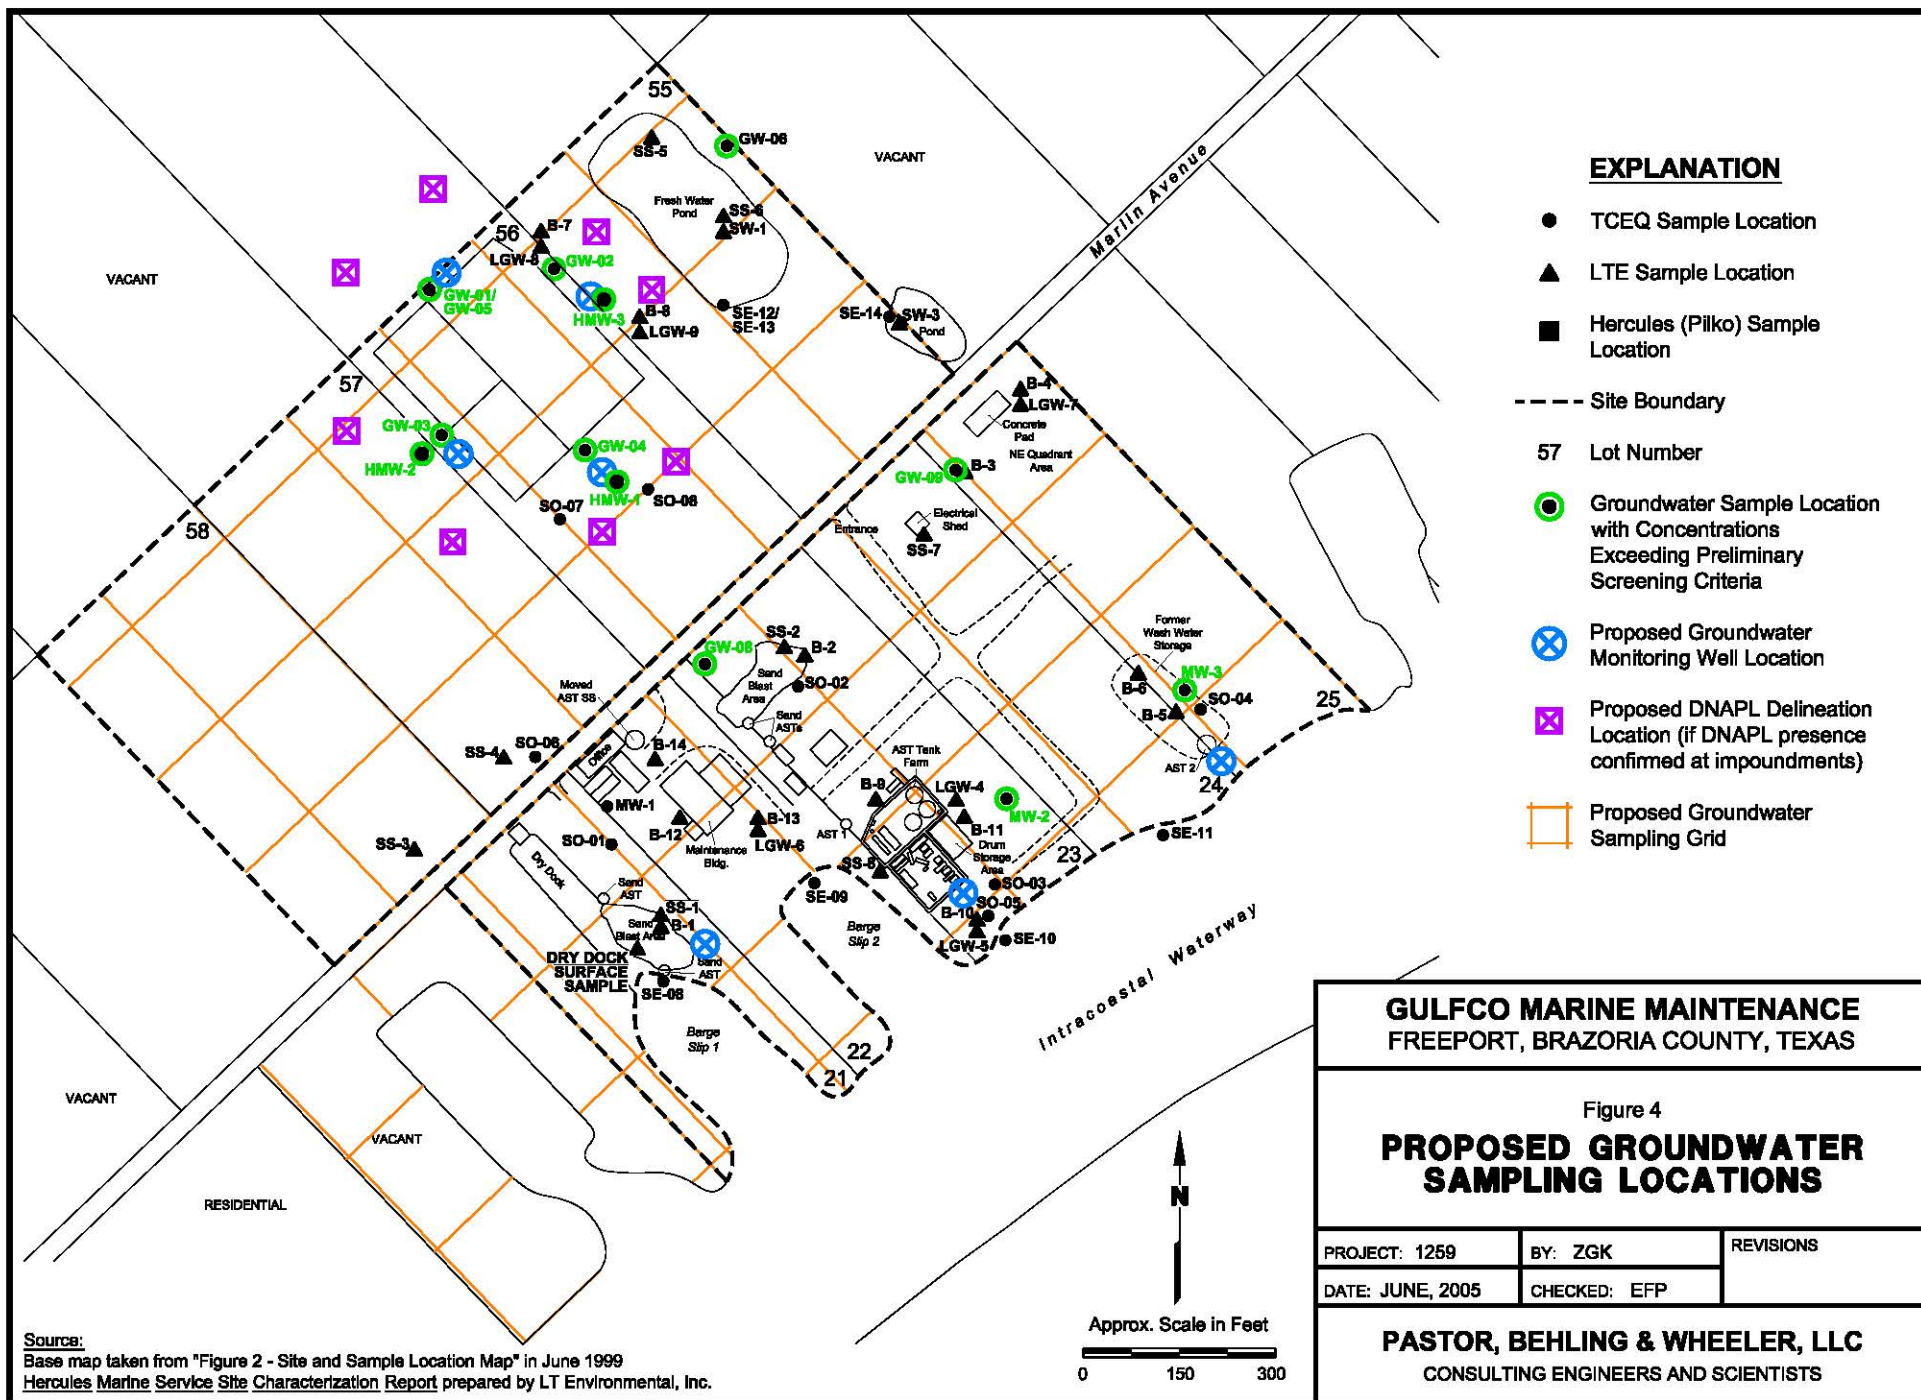 55
GW-06
SS-5
VACANT
Marlin Avenue
Fresh Water
Pond
SS-6
SW-1
B-7
56
LGW-8
GW-02
VACANT
GW-01/
GW-05
HMW-3
B-8
LGW-9
SE-12/
SE-13
SE-14
SW-3
Pond
57
B-4
LGW-7
Concrete
Pad
NE Quadrant
Area
GW-03
HMW-2
GW-04
HMW-1
SO-08
SO-07
GW-09
B-3
58
Electrical
Shed
Entrance
SS-7
Former
Wash Water
Storage
SS-2
B-2
GW-08
Sand
Blast
Area
SO-02
Sand
ASTs
MW-3
B-6
SO-04
B-5
25
Moved
AST SS
SS-4
SO-06
Office
B-14
AST Tank
Farm
AST 2
24
B-9
LGW-4
MW-2
MW-1
B-12
B-13
LGW-6
AST 1
B-11
SE-11
SS-3
SO-01
Maintenance
Bldg.
Drum
Storage
Area
23
Dry Dock
SS-8
SO-03
Sand
AST
SE-09
SS-1
B-1
Sand
Blast Area
B-10
SO-05
Barge
Slip 2
LGW-5
SE-10
DRY DOCK
SURFACE
SAMPLE
Sand
AST
SE-08
Intracoastal Waterway
Barge
Slip 1
22
21
VACANT
VACANT
RESIDENTIAL
N
Approx. Scale in Feet
0 150 300
Source:
Base map taken from "Figure 2 - Site and Sample Location Map" in June 1999
Hercules Marine Service Site Characterization Report prepared by LT Environmental, Inc.
EXPLANATION
TCEQ Sample Location
LTE Sample Location
Hercules (Pilko) Sample
Location
Site Boundary
57 Lot Number
Groundwater Sample Location
with Concentrations
Exceeding Preliminary
Screening Criteria
Proposed Groundwater
Monitoring Well Location
Proposed DNAPL Delineation
Location (if DNAPL presence
confirmed at impoundments)
Proposed Groundwater
Sampling Grid
GULFCO MARINE MAINTENANCE
FREEPORT, BRAZORIA COUNTY, TEXAS
Figure 4
PROPOSED GROUNDWATER
SAMPLING LOCATIONS
PROJECT: 1259
BY: ZGK
REVISIONS
DATE: JUNE, 2005
CHECKED: EFP
PASTOR, BEHLING & WHEELER, LLC
CONSULTING ENGINEERS AND SCIENTISTS